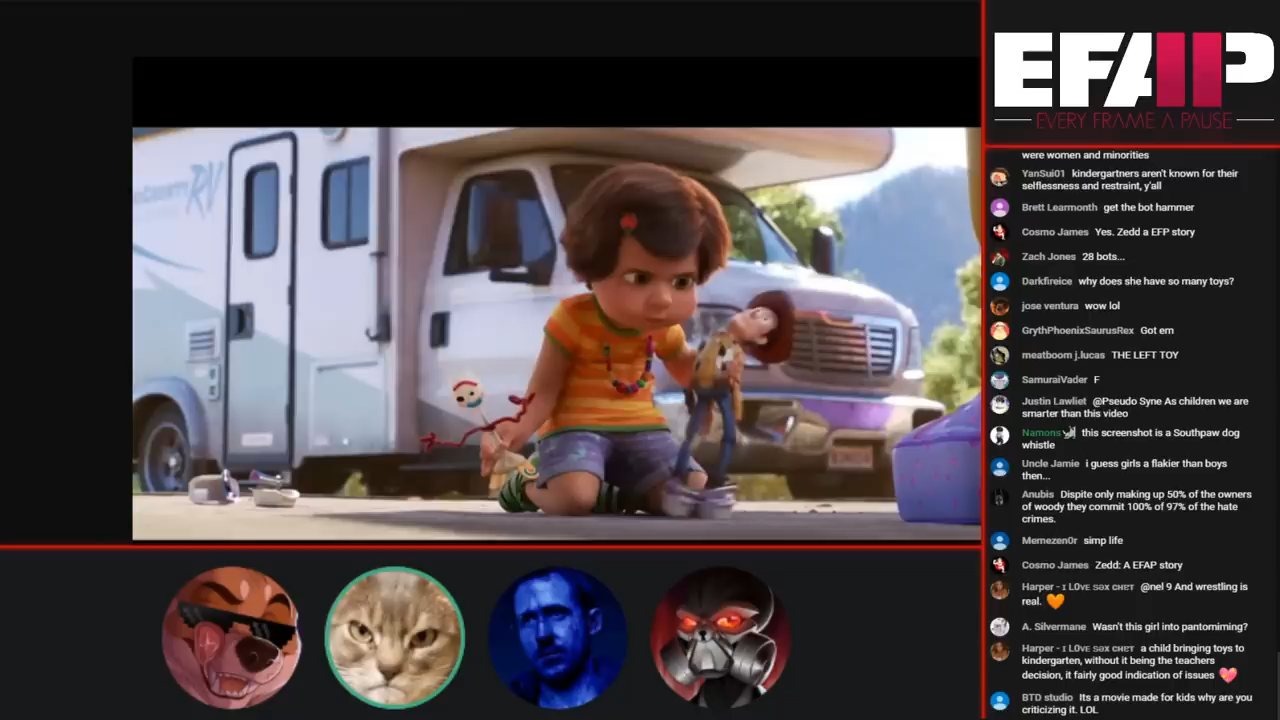 RV
EFAP
EVERY FRAME A PAUSE
were women and minorities
YanSui01 kindergartners aren't known for their
selflessness and restraint, y'all
Brett Learmonth get the bot hammer
Cosmo James Yes. Zedd a EFP story
Zach Jones 28 bots...
Darkfireice why does she have so many toys?
jose ventura wow lol
GrythPhoenixSaurusRex Got em
meatboom j.lucas THE LEFT TOY
SamuraiVader F
Justin Lawliet @Pseudo Syne As children we are
smarter than this video
Namons this screenshot is a Southpaw dog
whistle
Uncle Jamie i guess girls a flakier than boys
then...
Anubis Dispite only making up 50% of the owners
of woody they commit 100% of 97% of the hate
crimes.
Memezen0r simp life
Cosmo James Zedd: A EFAP story
Harper - ɪ L0ᴠᴇ səx ᴄʜᴇᴛ @nel 9 And wrestling is
real. 🧡
A. Silvermane Wasn't this girl into pantomiming?
Harper - ɪ L0ᴠᴇ səx ᴄʜᴇᴛ a child bringing toys to
kindergarten, without it being the teachers
decision, it fairly good indication of issues 💓
BTD studio Its a movie made for kids why are you
criticizing it. LOL